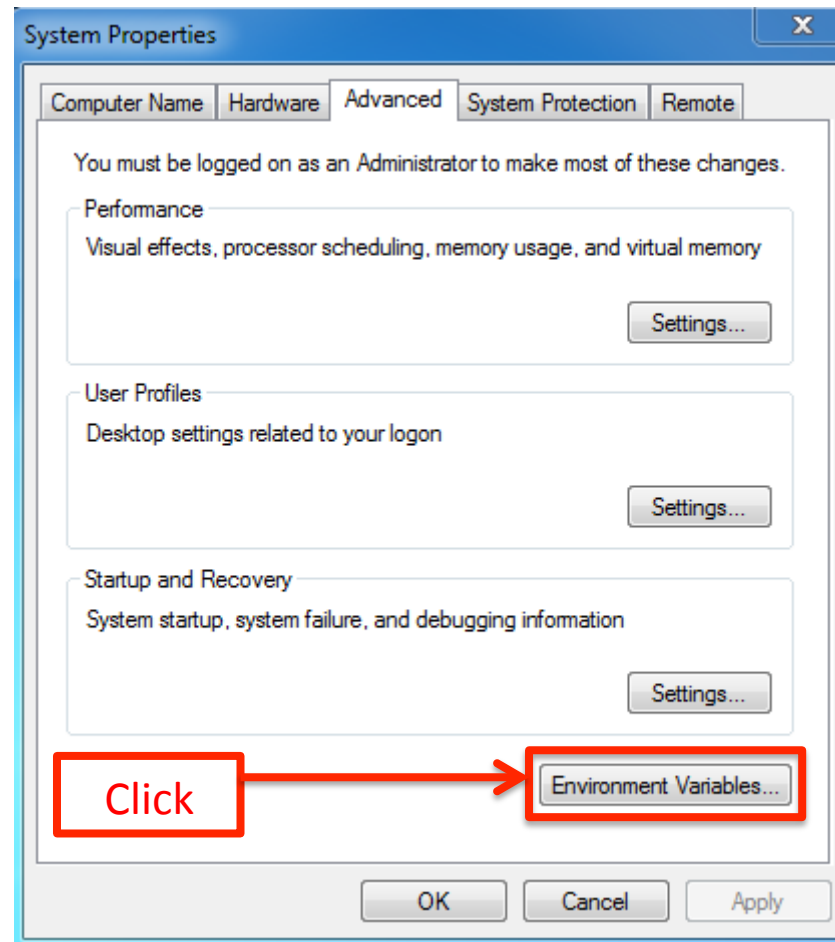 System Properties
Computer Name Hardware Advanced System Protection Remote
You must be logged on as an Administrator to make most of these changes.
Performance
Visual effects, processor scheduling, memory usage, and virtual memory
Settings...
User Profiles
Desktop settings related to your logon
Settings...
Startup and Recovery
System startup, system failure, and debugging information
Settings...
Click
Environment Variables...
OK Cancel Apply